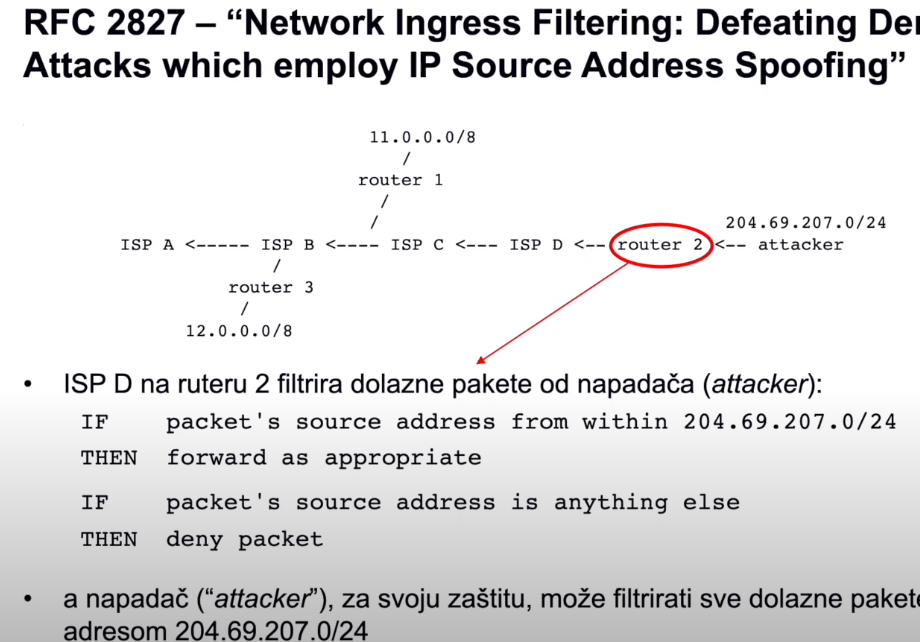 RFC 2827 – “Network Ingress Filtering: Defeating
Attacks which employ IP Source Address Spoofing”
11.0.0.0/8
/
router 1
/
/
204.69.207.0/24
ISP A <----- ISP B <---- ISP C <--- ISP D <-- router 2 <-- attacker
/
router 3
/
12.0.0.0/8
• ISP D na ruteru 2 filtrira dolazne pakete od napadača (attacker):
IF packet's source address from within 204.69.207.0/24
THEN forward as appropriate
IF packet's source address is anything else
THEN deny packet
• a napadač (“attacker”), za svoju zaštitu, može filtrirati sve dolazne pakete
adresom 204.69.207.0/24